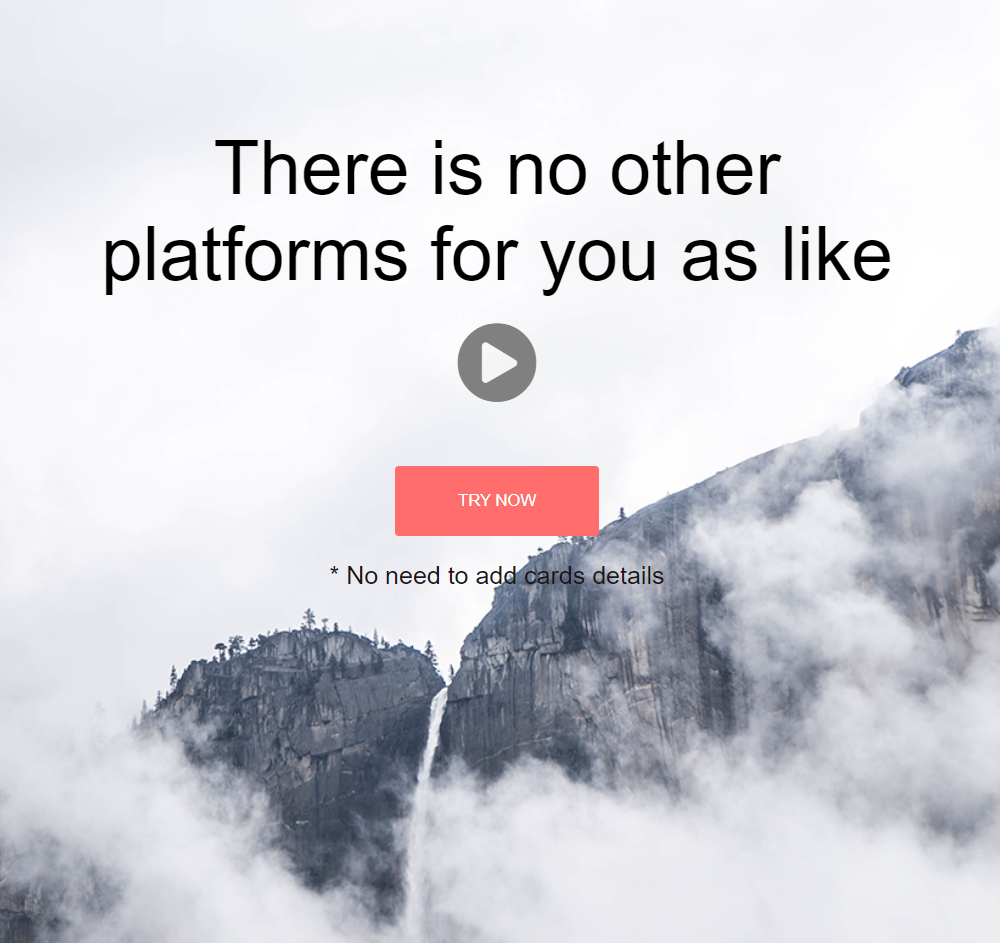 There is no other
platforms for you as like
TRY NOW
* No need to add cards details